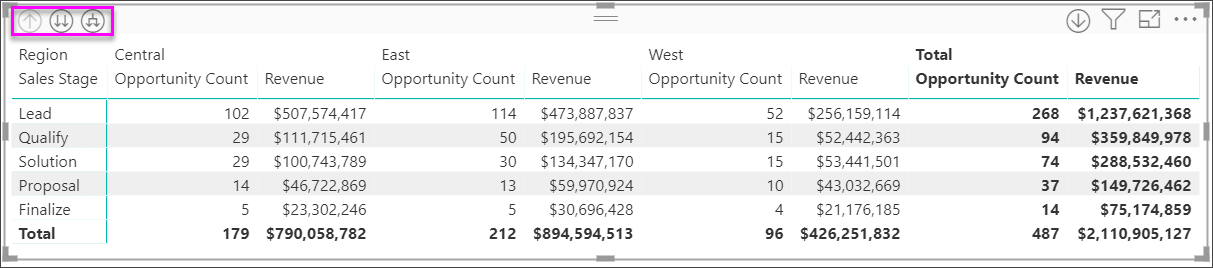 Region Central East West Total
Sales Stage Opportunity Count Revenue Opportunity Count Revenue Opportunity Count Revenue Opportunity Count Revenue
Lead 102 $507,574,417 114 $473,887,837 52 $256,159,114 268 $1,237,621,368
Qualify 29 $111,715,461 50 $195,692,154 15 $52,442,363 94 $359,849,978
Solution 29 $100,743,789 30 $134,347,170 15 $53,441,501 74 $288,532,460
Proposal 14 $46,722,869 13 $59,970,924 10 $43,032,669 37 $149,726,462
Finalize 5 $23,302,246 5 $30,696,428 4 $21,176,185 14 $75,174,859
Total 179 $790,058,782 212 $894,594,513 96 $426,251,832 487 $2,110,905,127